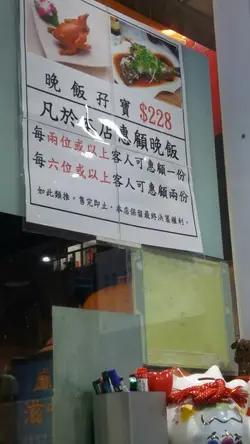 晚飯孖寶 $228
凡於本店惠顧晚飯
每兩位或以上客人可惠顧一份
每六位或以上客人可惠顧兩份
如此類推。售完即止。本店保留最終決策權利。